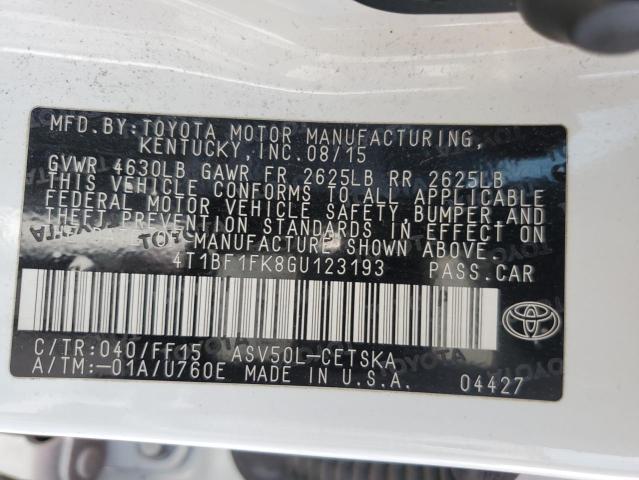 MFD.BY:TOYOTA MOTOR MANUFACTURING,
KENTUCKY, INC. 08/15
GVWR 4630LB GAWR FR 2625LB RR 2625LB
THIS VEHICLE CONFORMS TO ALL APPLICABLE
FEDERAL MOTOR VEHICLE SAFETY, BUMPER AND
THEFT PREVENTION STANDARDS IN EFFECT ON
THE DATE OF MANUFACTURE SHOWN ABOVE.
4T1BF1FK8GU123193 PASS.CAR
C/TR:040/FF15 ASV50L-CETSKA
A/TM:-01A/U760E MADE IN U.S.A. 04427